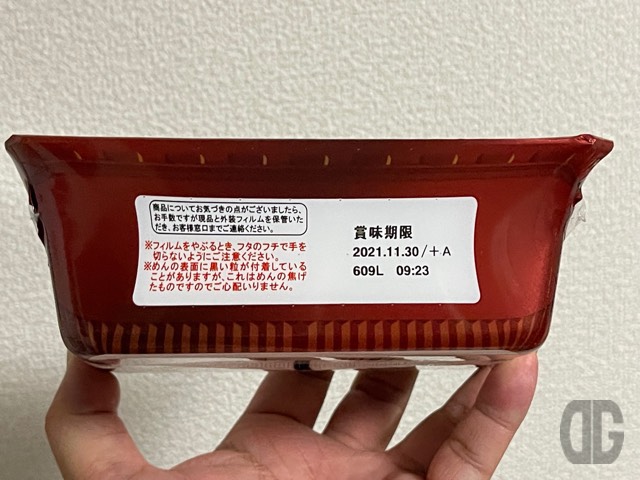 商品についてお気づきの点がございましたら、
お手数ですが現品と外装フィルムを保管いた
だき、お客様窓口までご連絡ください。
※フィルムをやぶるとき、フタのフチで手を
切らないようにご注意ください。
※めんの表面に黒い粒が付着している
ことがありますが、これはめんの焦げ
たものですのでご心配いりません。
賞味期限
2021.11.30/+A
609L 09:23
DG